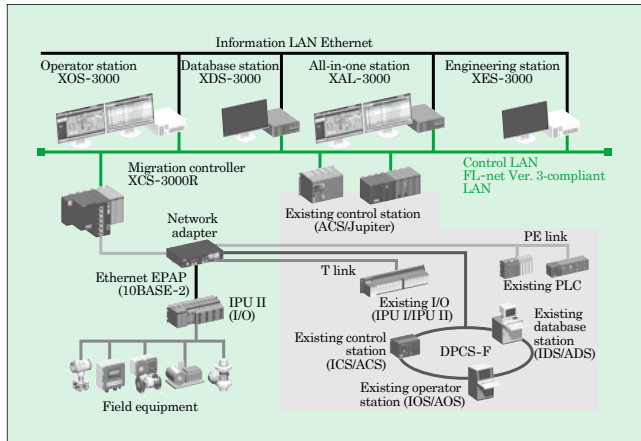 Information LAN Ethernet
Operator station
XOS-3000
Database station
XDS-3000
All-in-one station
XAL-3000
Engineering station
XES-3000
Migration controller
XCS-3000R
Control LAN
FL-net Ver. 3-compliant
LAN
Existing control station
(ACS/Jupiter)
Network
adapter
PE link
Ethernet EPAP
(10BASE-2)
T link
Existing PLC
IPU II
(I/O)
Existing I/O
(IPU I/IPU II)
Existing
database
station
(IDS/ADS)
Existing control
station
(ICS/ACS)
DPCS-F
Existing operator
station (IOS/AOS)
Field equipment